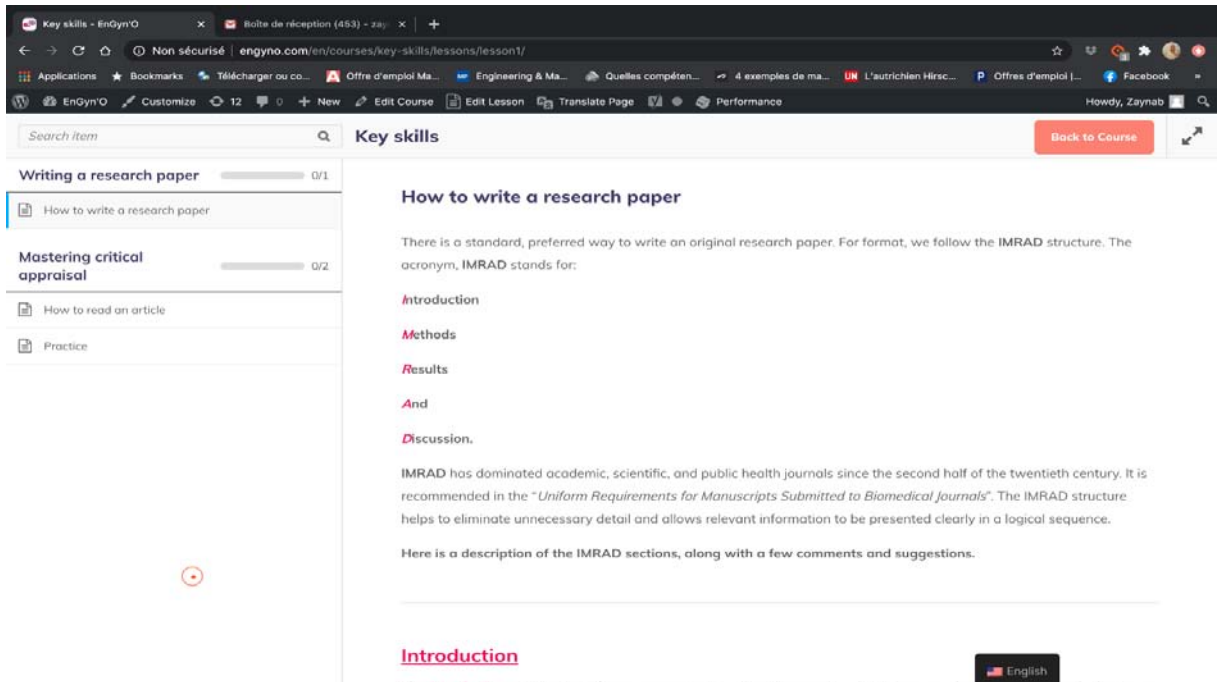 Key skills - EnGyn'O
Boîte de réception (453) - zay
Non sécurisé | engyno.com/en/courses/key-skills/lessons/lesson1/
Applications Bookmarks Télécharger ou co... Offre d'emploi Ma... Engineering & Ma... Quelles compéten... 4 exemples de ma... UN L'autrichien Hirsc... P Offres d'emploi |... Facebook »
EnGyn'O Customize 12 0 + New Edit Course Edit Lesson Translate Page Performance Howdy, Zaynab
Search item Key skills Back to Course
Writing a research paper 0/1
How to write a research paper
Mastering critical
appraisal 0/2
How to read an article
Practice
How to write a research paper
There is a standard, preferred way to write an original research paper. For format, we follow the IMRAD structure. The
acronym, IMRAD stands for:
Introduction
Methods
Results
And
Discussion.
IMRAD has dominated academic, scientific, and public health journals since the second half of the twentieth century. It is
recommended in the "Uniform Requirements for Manuscripts Submitted to Biomedical Journals". The IMRAD structure
helps to eliminate unnecessary detail and allows relevant information to be presented clearly in a logical sequence.
Here is a description of the IMRAD sections, along with a few comments and suggestions.
Introduction
English